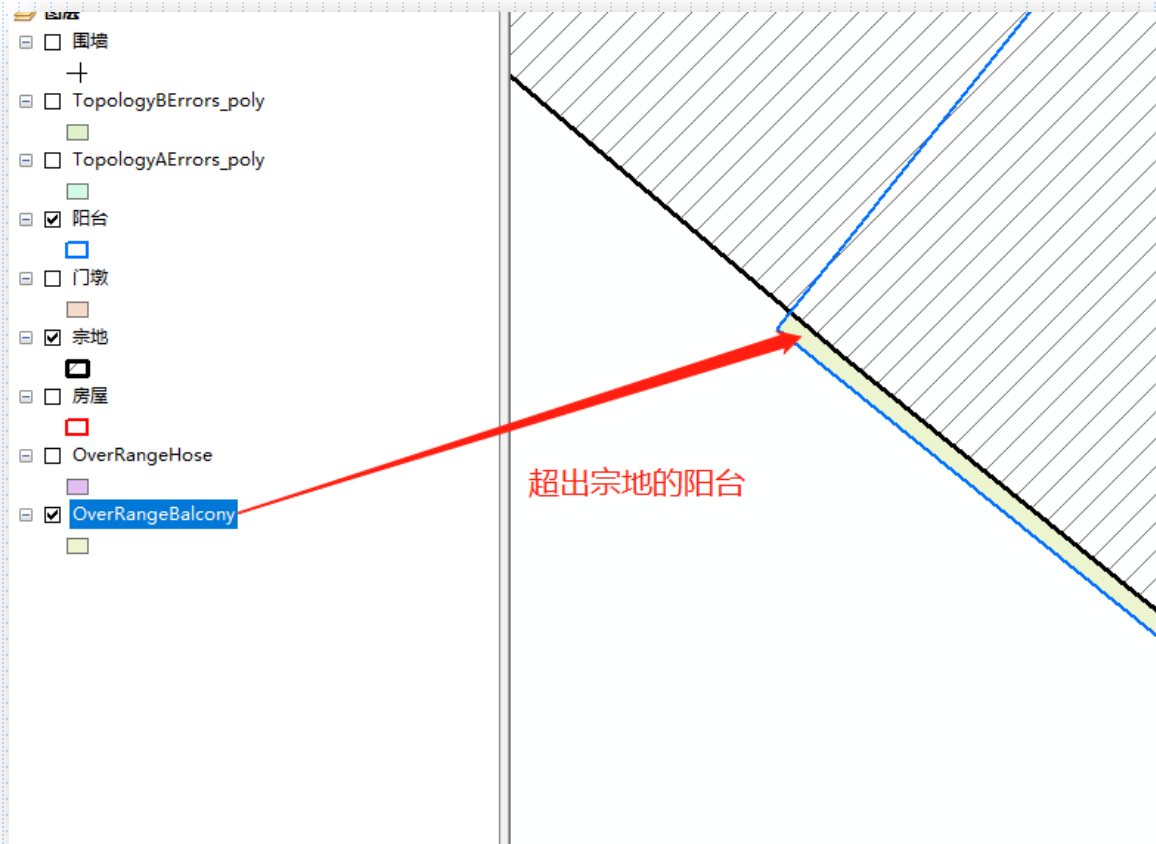 图层
围墙
TopologyBErrors_poly
TopologyAErrors_poly
阳台
门墩
宗地
房屋
OverRangeHose
OverRangeBalcony
超出宗地的阳台